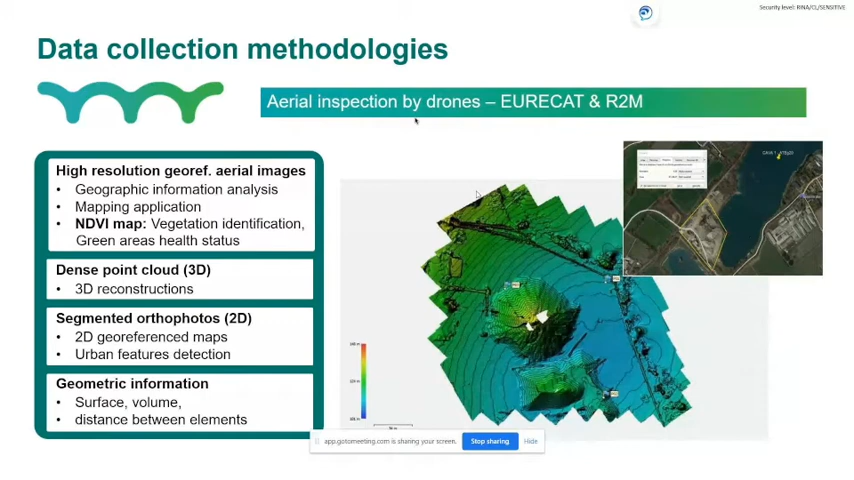 Security level: RINA/CL/SENSITIVE
Data collection methodologies
Aerial inspection by drones – EURECAT & R2M
High resolution georef. aerial images
• Geographic information analysis
• Mapping application
• NDVI map: Vegetation identification,
Green areas health status
Dense point cloud (3D)
• 3D reconstructions
Segmented orthophotos (2D)
• 2D georeferenced maps
• Urban features detection
Geometric information
• Surface, volume,
• distance between elements
app.gotomeeting.com is sharing your screen.
Stop sharing
Hide